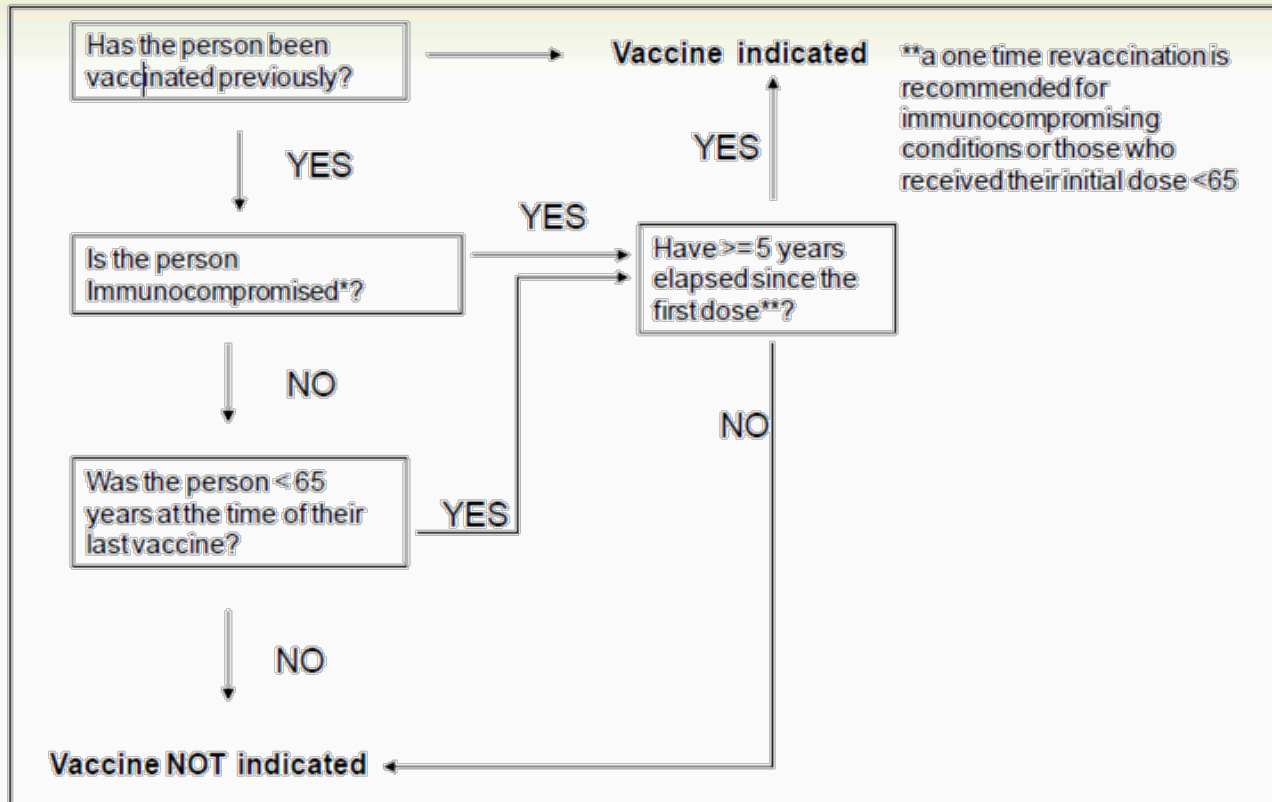 Has the person been
vaccinated previously?
Vaccine indicated
**a one time revaccination is
recommended for
immunocompromising
conditions or those who
received their initial dose <65
YES
YES
YES
Is the person
Immunocompromised*?
Have >= 5 years
elapsed since the
first dose**?
NO
NO
Was the person < 65
years at the time of their
last vaccine?
YES
NO
Vaccine NOT indicated